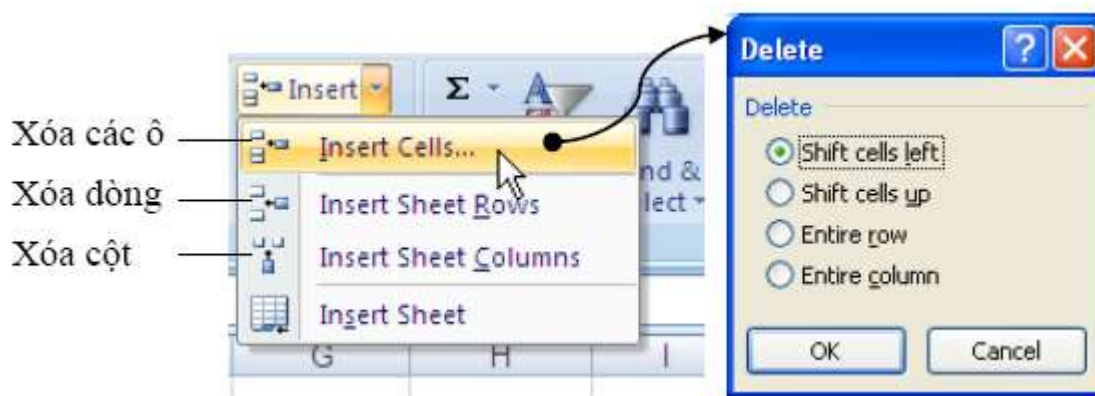 Insert
Σ
Delete
Delete
Xóa các ô
Insert Cells...
Shift cells left
nd &
Xóa dòng
Insert Sheet Rows
lect
Shift cells up
Xóa cột
Insert Sheet Columns
Entire row
Entire column
Insert Sheet
G H I
OK Cancel